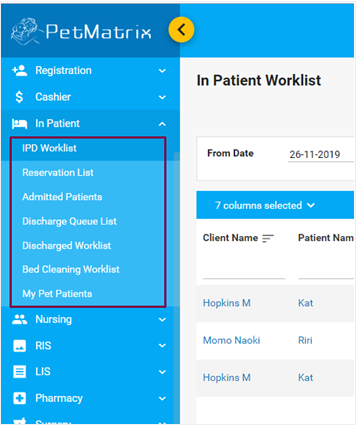 PetMatrix
Registration
Cashier
In Patient
IPD Worklist
Reservation List
Admitted Patients
Discharge Queue List
Discharged Worklist
Bed Cleaning Worklist
My Pet Patients
Nursing
RIS
LIS
Pharmacy
Surgery
In Patient Worklist
From Date 26-11-2019
7 columns selected
Client Name Patient Nam
Hopkins M Kat
Momo Naoki Riri
Hopkins M Kat